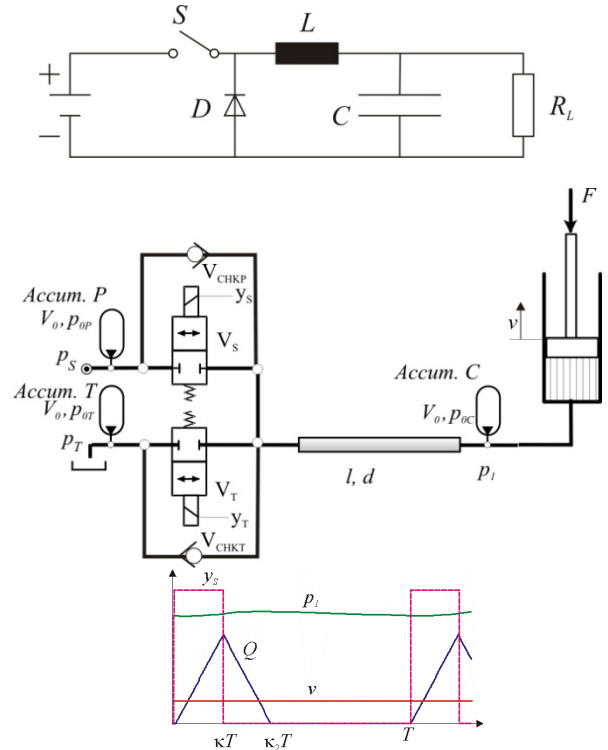 S
L
+
D
C
R_L
−
F
V_CHKP
Accum. P
y_S
V_0, p_0P
v
V_S
p_S
Accum. T
Accum. C
V_0, p_0T
V_0, p_0C
p_T
l, d
p_1
V_T
y_T
V_CHKT
y_S
p_1
Q
v
κT
κ_2T
T